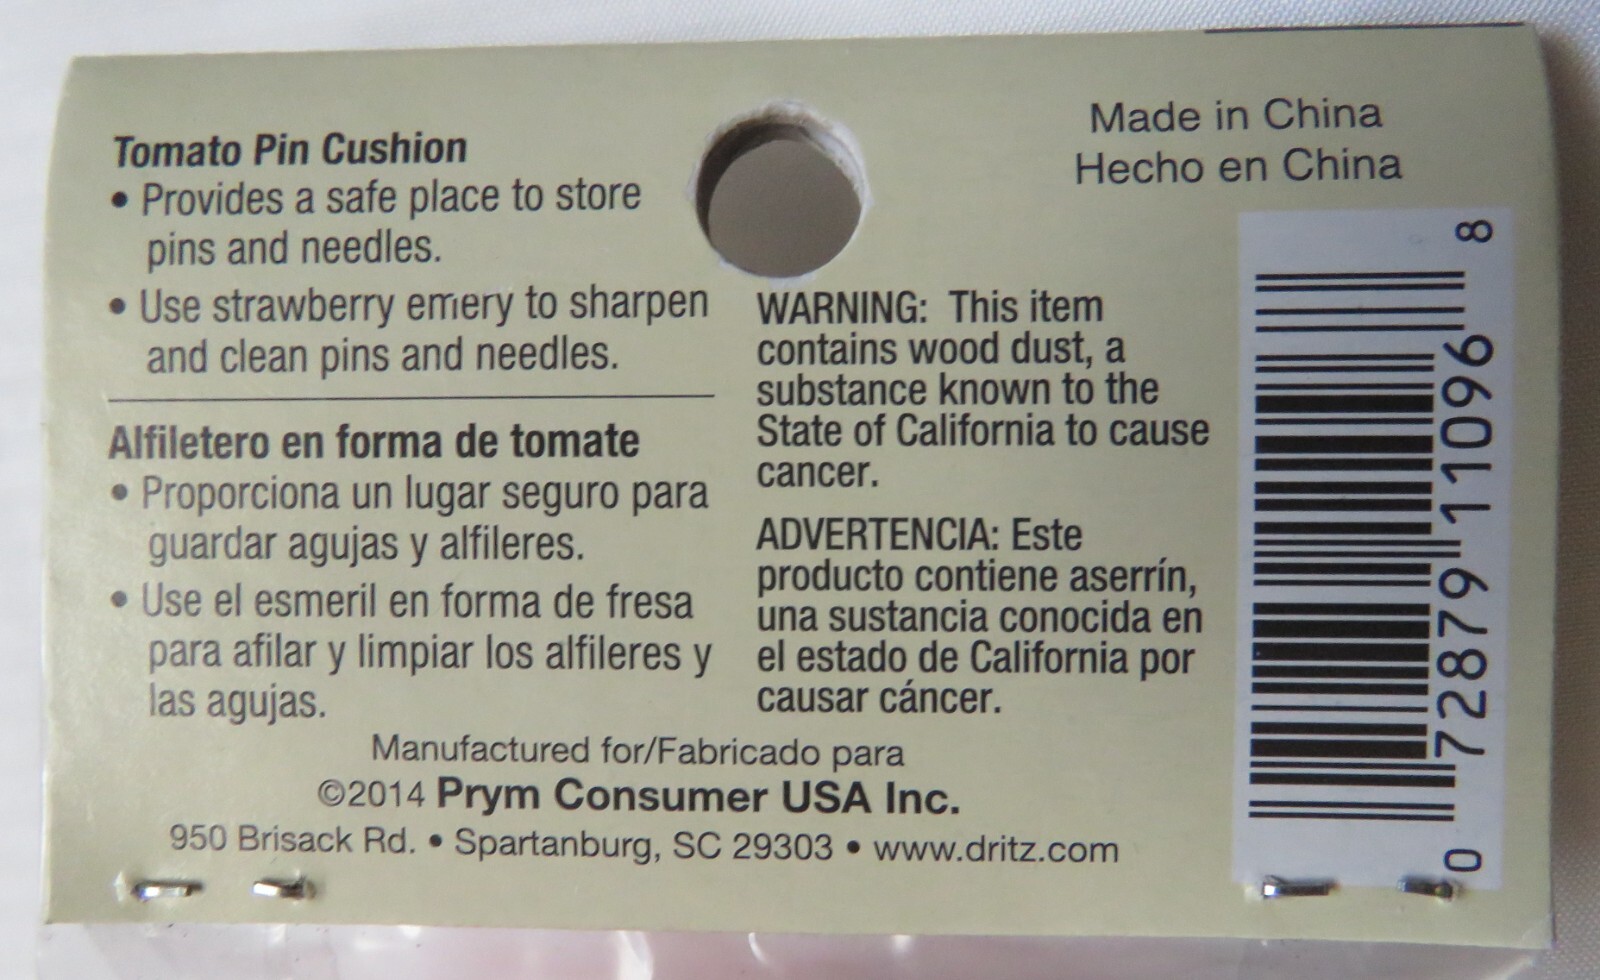 Tomato Pin Cushion
• Provides a safe place to store
pins and needles.
• Use strawberry emery to sharpen
and clean pins and needles.
Alfiletero en forma de tomate
• Proporciona un lugar seguro para
guardar agujas y alfileres.
• Use el esmeril en forma de fresa
para afilar y limpiar los alfileres y
las agujas.
Made in China
Hecho en China
WARNING: This item
contains wood dust, a
substance known to the
State of California to cause
cancer.
ADVERTENCIA: Este
producto contiene aserrín,
una sustancia conocida en
el estado de California por
causar cáncer.
Manufactured for/Fabricado para
©2014 Prym Consumer USA Inc.
950 Brisack Rd. • Spartanburg, SC 29303 • www.dritz.com
0 72879 11096 8